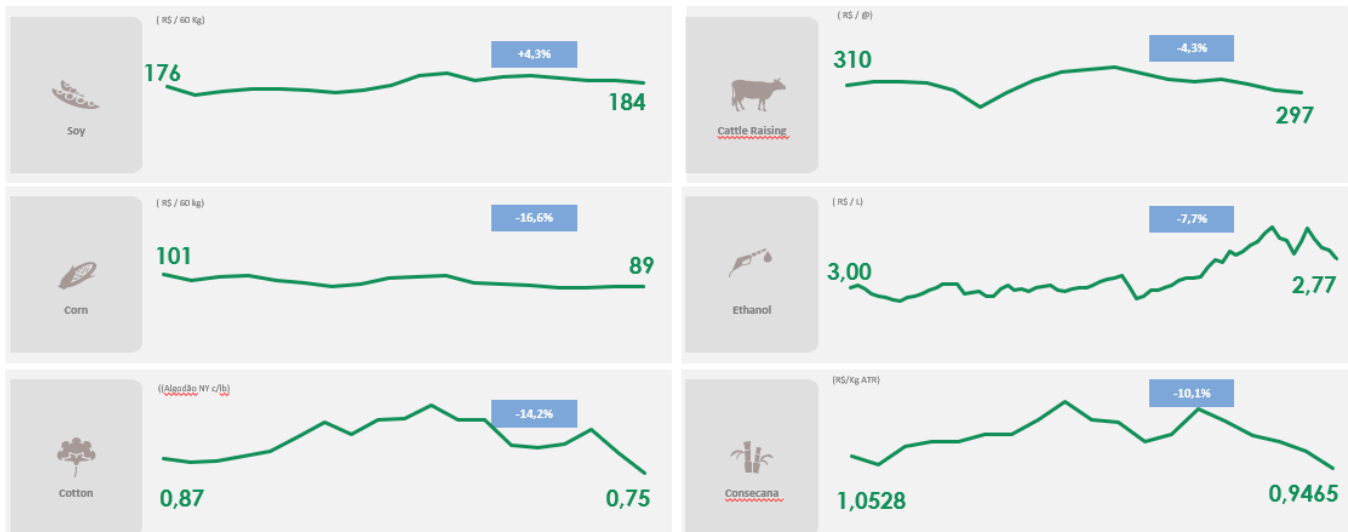 ( R$ / 60 Kg)
+4,3%
176
184
Soy
( R$ / @)
-4,3%
310
297
Cattle Raising
( R$ / 60 kg)
-16,6%
101
89
Corn
( R$ / L)
-7,7%
3,00
2,77
Ethanol
((Algodão NY c/lb)
-14,2%
0,87
0,75
Cotton
(R$/Kg ATR)
-10,1%
1,0528
0,9465
Consecana